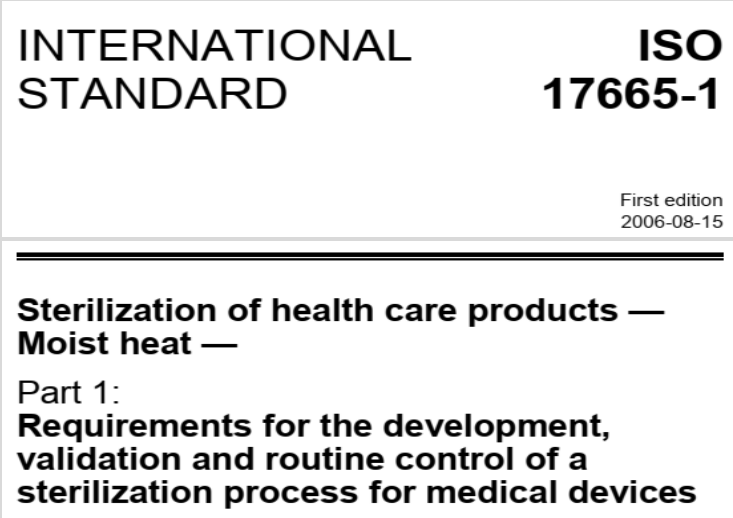 INTERNATIONAL STANDARD
ISO 17665-1
First edition
2006-08-15
Sterilization of health care products —
Moist heat —
Part 1:
Requirements for the development,
validation and routine control of a
sterilization process for medical devices